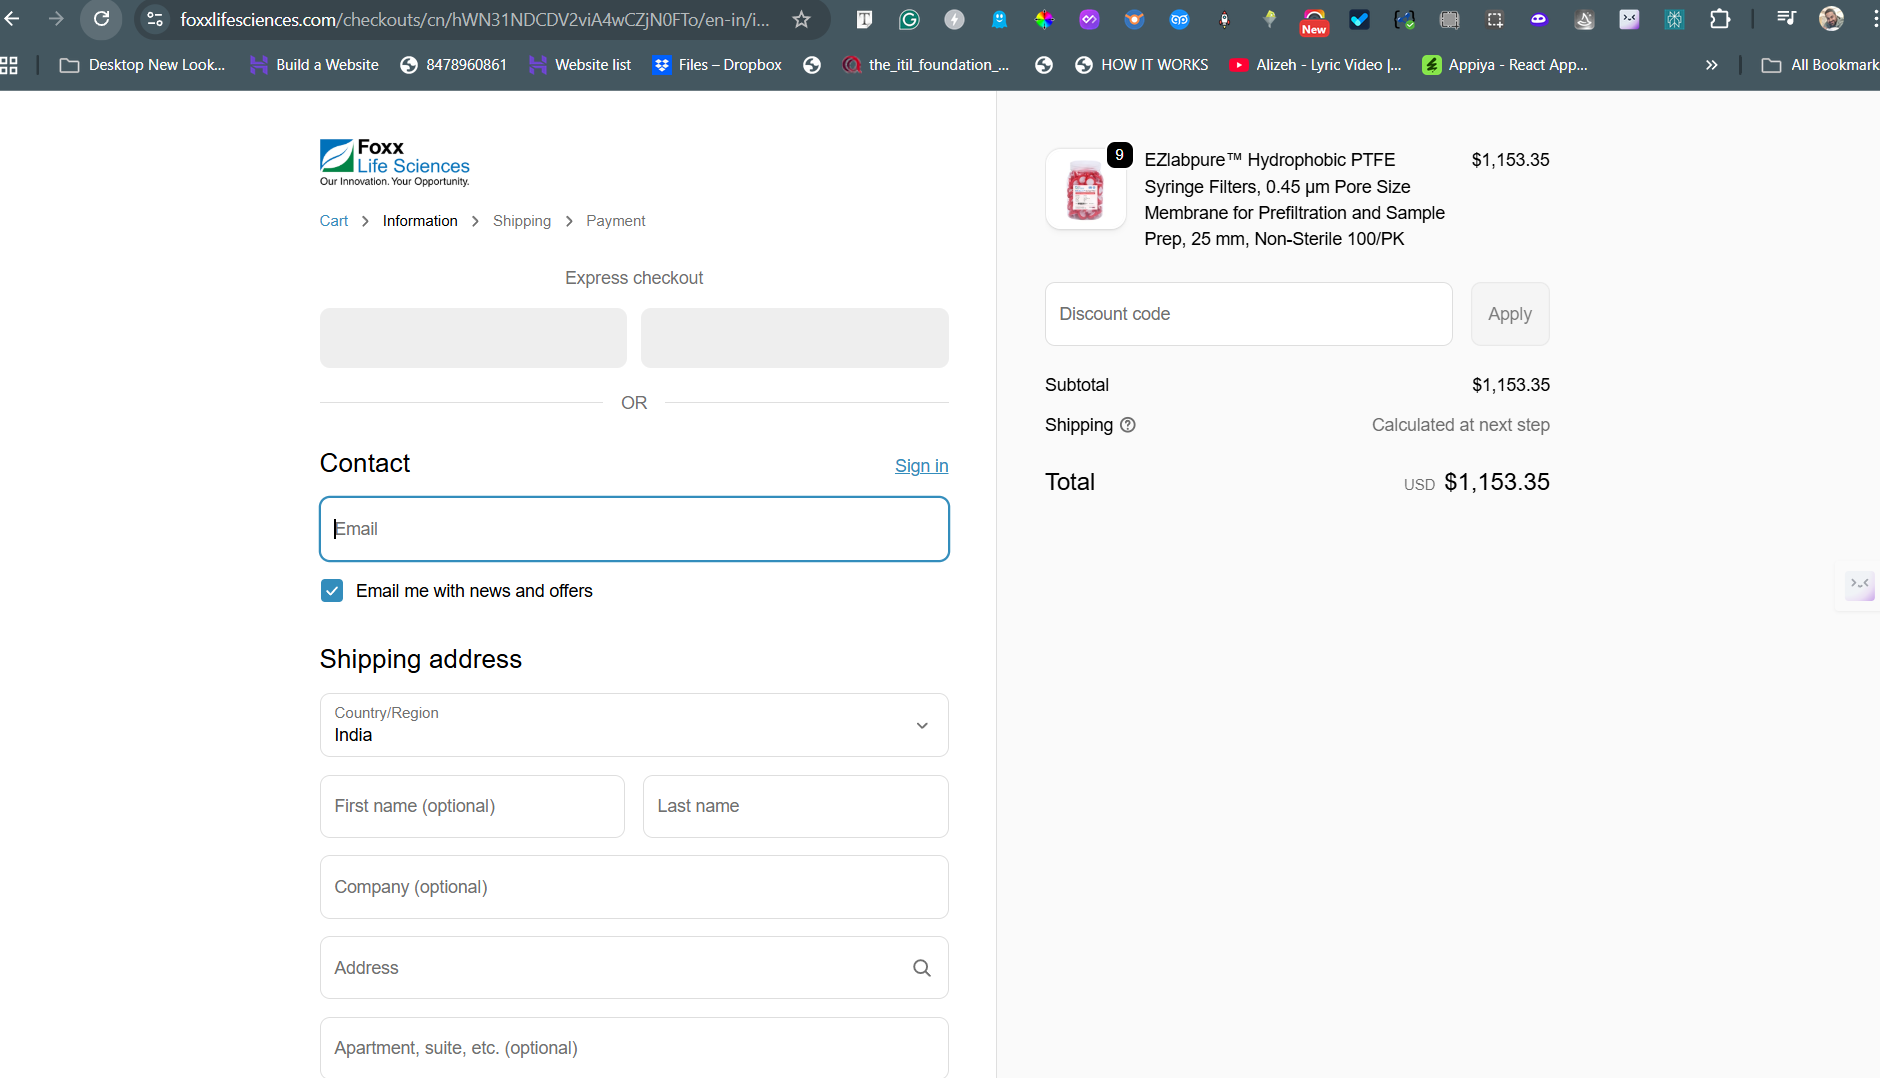 foxxlifesciences.com/checkouts/cn/hWN31NDCDV2viA4wCZjN0FTo/en-in/i...
New
Desktop New Look...
Build a Website
8478960861
Website list
Files – Dropbox
the_itil_foundation_...
HOW IT WORKS
Alizeh - Lyric Video |...
Appiya - React App...
»
All Bookmark
Foxx
Life Sciences
Our Innovation. Your Opportunity.
Cart > Information > Shipping > Payment
Express checkout
OR
Contact
Sign in
Email
Email me with news and offers
Shipping address
Country/Region
India
First name (optional)
Last name
Company (optional)
Address
Apartment, suite, etc. (optional)
9
EZlabpure™ Hydrophobic PTFE
Syringe Filters, 0.45 µm Pore Size
Membrane for Prefiltration and Sample
Prep, 25 mm, Non-Sterile 100/PK
$1,153.35
Discount code
Apply
Subtotal
$1,153.35
Shipping
Calculated at next step
Total
USD $1,153.35